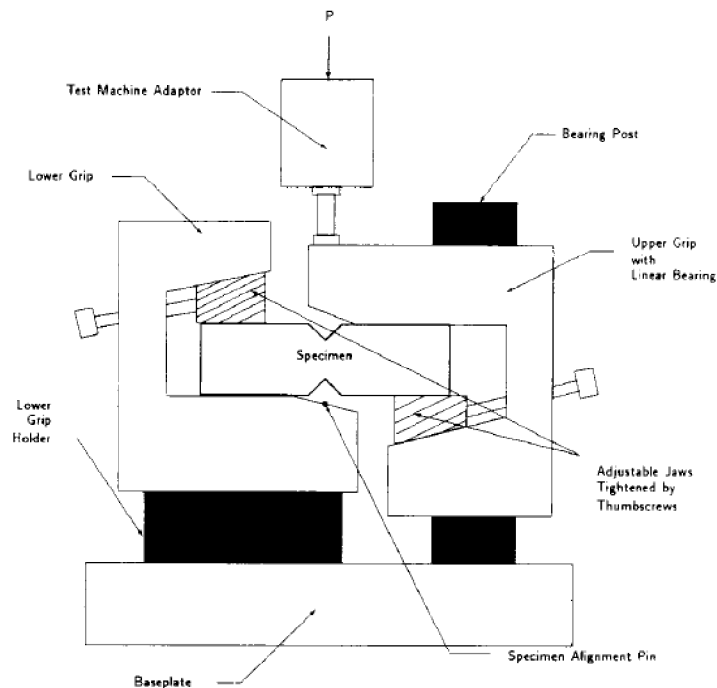 P
Test Machine Adaptor
Bearing Post
Lower Grip
Upper Grip
with
Linear Bearing
Specimen
Lower
Grip
Holder
Adjustable Jaws
Tightened by
Thumbscrews
Specimen Alignment Pin
Baseplate